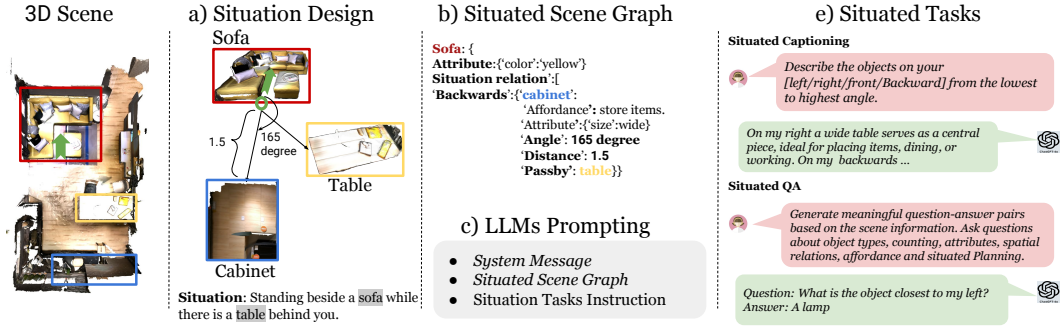 3D Scene
a) Situation Design
Sofa
1.5
165
degree
Table
Cabinet
Situation: Standing beside a sofa while
there is a table behind you.
b) Situated Scene Graph
Sofa: {
Attribute:{‘color’:‘yellow’}
Situation relation’:[
‘Backwards’:{‘cabinet’:
‘Affordance’: store items.
‘Attribute’:{‘size’:wide}
‘Angle’: 165 degree
‘Distance’: 1.5
‘Passby’: table}}
c) LLMs Prompting
• System Message
• Situated Scene Graph
• Situation Tasks Instruction
e) Situated Tasks
Situated Captioning
Describe the objects on your
[left/right/front/Backward] from the lowest
to highest angle.
On my right a wide table serves as a central
piece, ideal for placing items, dining, or
working. On my backwards ...
Situated QA
Generate meaningful question-answer pairs
based on the scene information. Ask questions
about object types, counting, attributes, spatial
relations, affordance and situated Planning.
Question: What is the object closest to my left?
Answer: A lamp